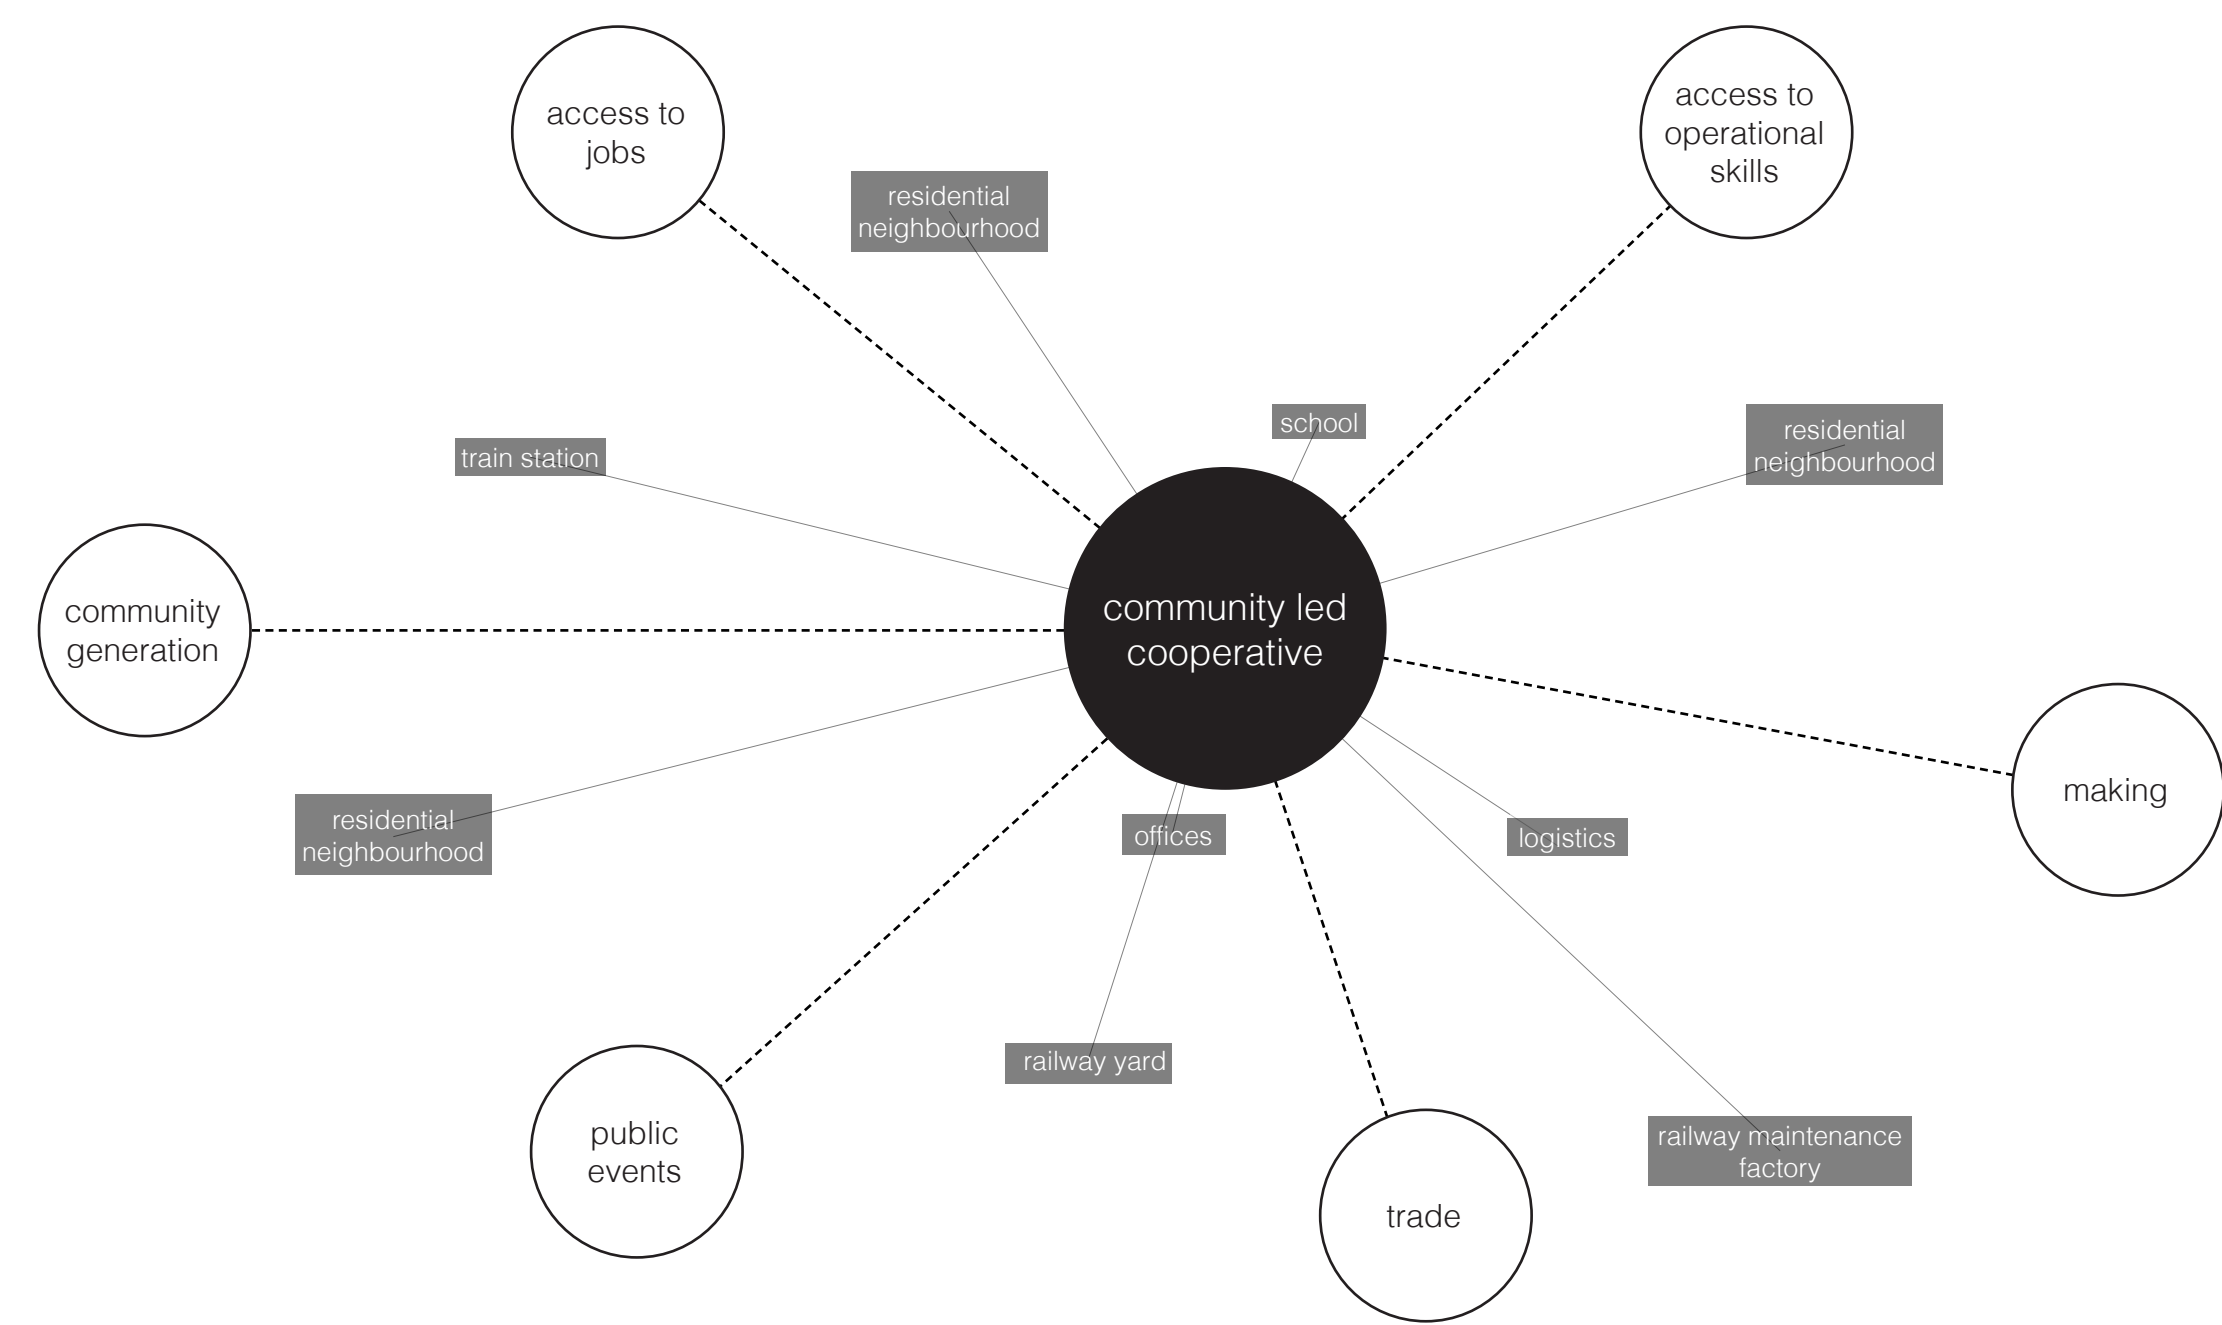 access to
jobs
access to
operational
skills
residential
neighbourhood
school
residential
neighbourhood
train station
community
generation
community led
cooperative
making
residential
neighbourhood
offices
logistics
railway yard
public
events
railway maintenance
factory
trade